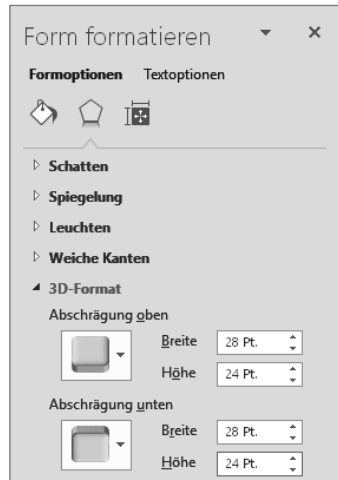 Form formatieren
Formoptionen Textoptionen
Schatten
Spiegelung
Leuchten
Weiche Kanten
3D-Format
Abschrägung oben
Breite 28 Pt.
Höhe 24 Pt.
Abschrägung unten
Breite 28 Pt.
Höhe 24 Pt.